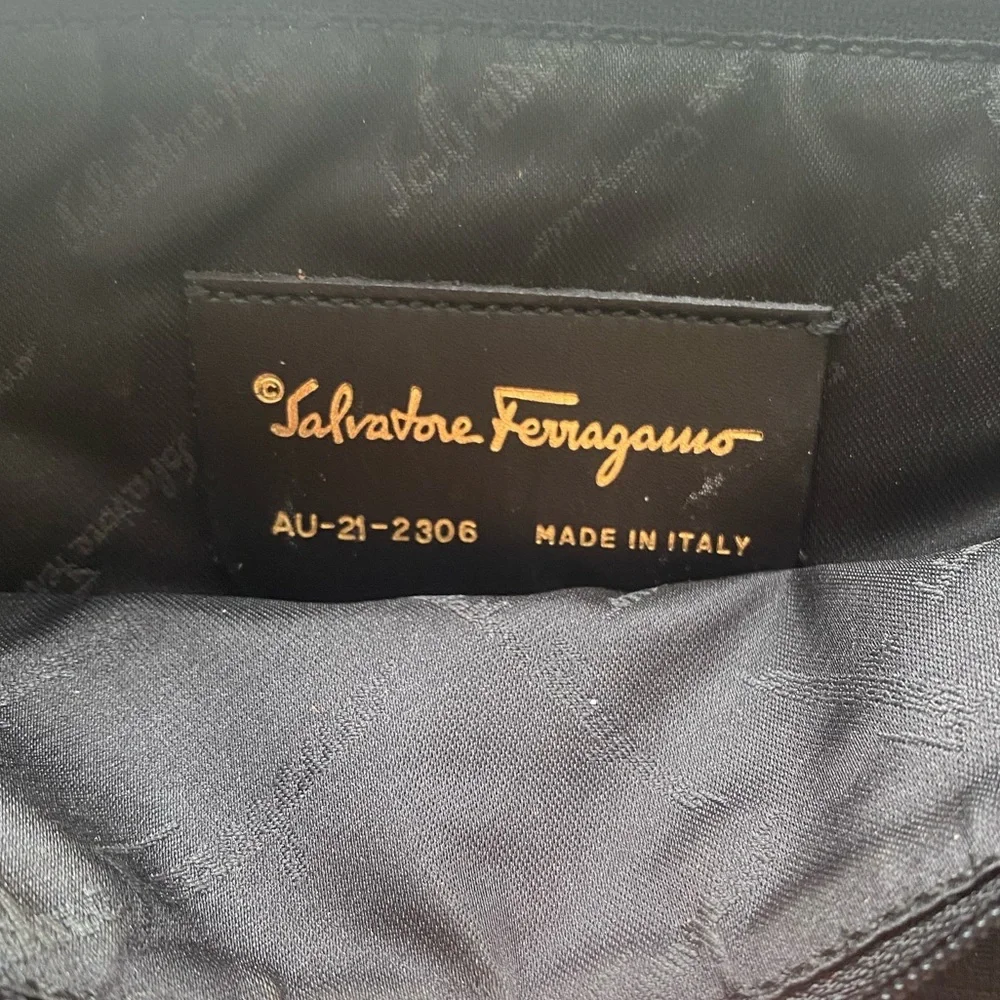 © Salvatore Ferragamo
AU-21-2306 MADE IN ITALY